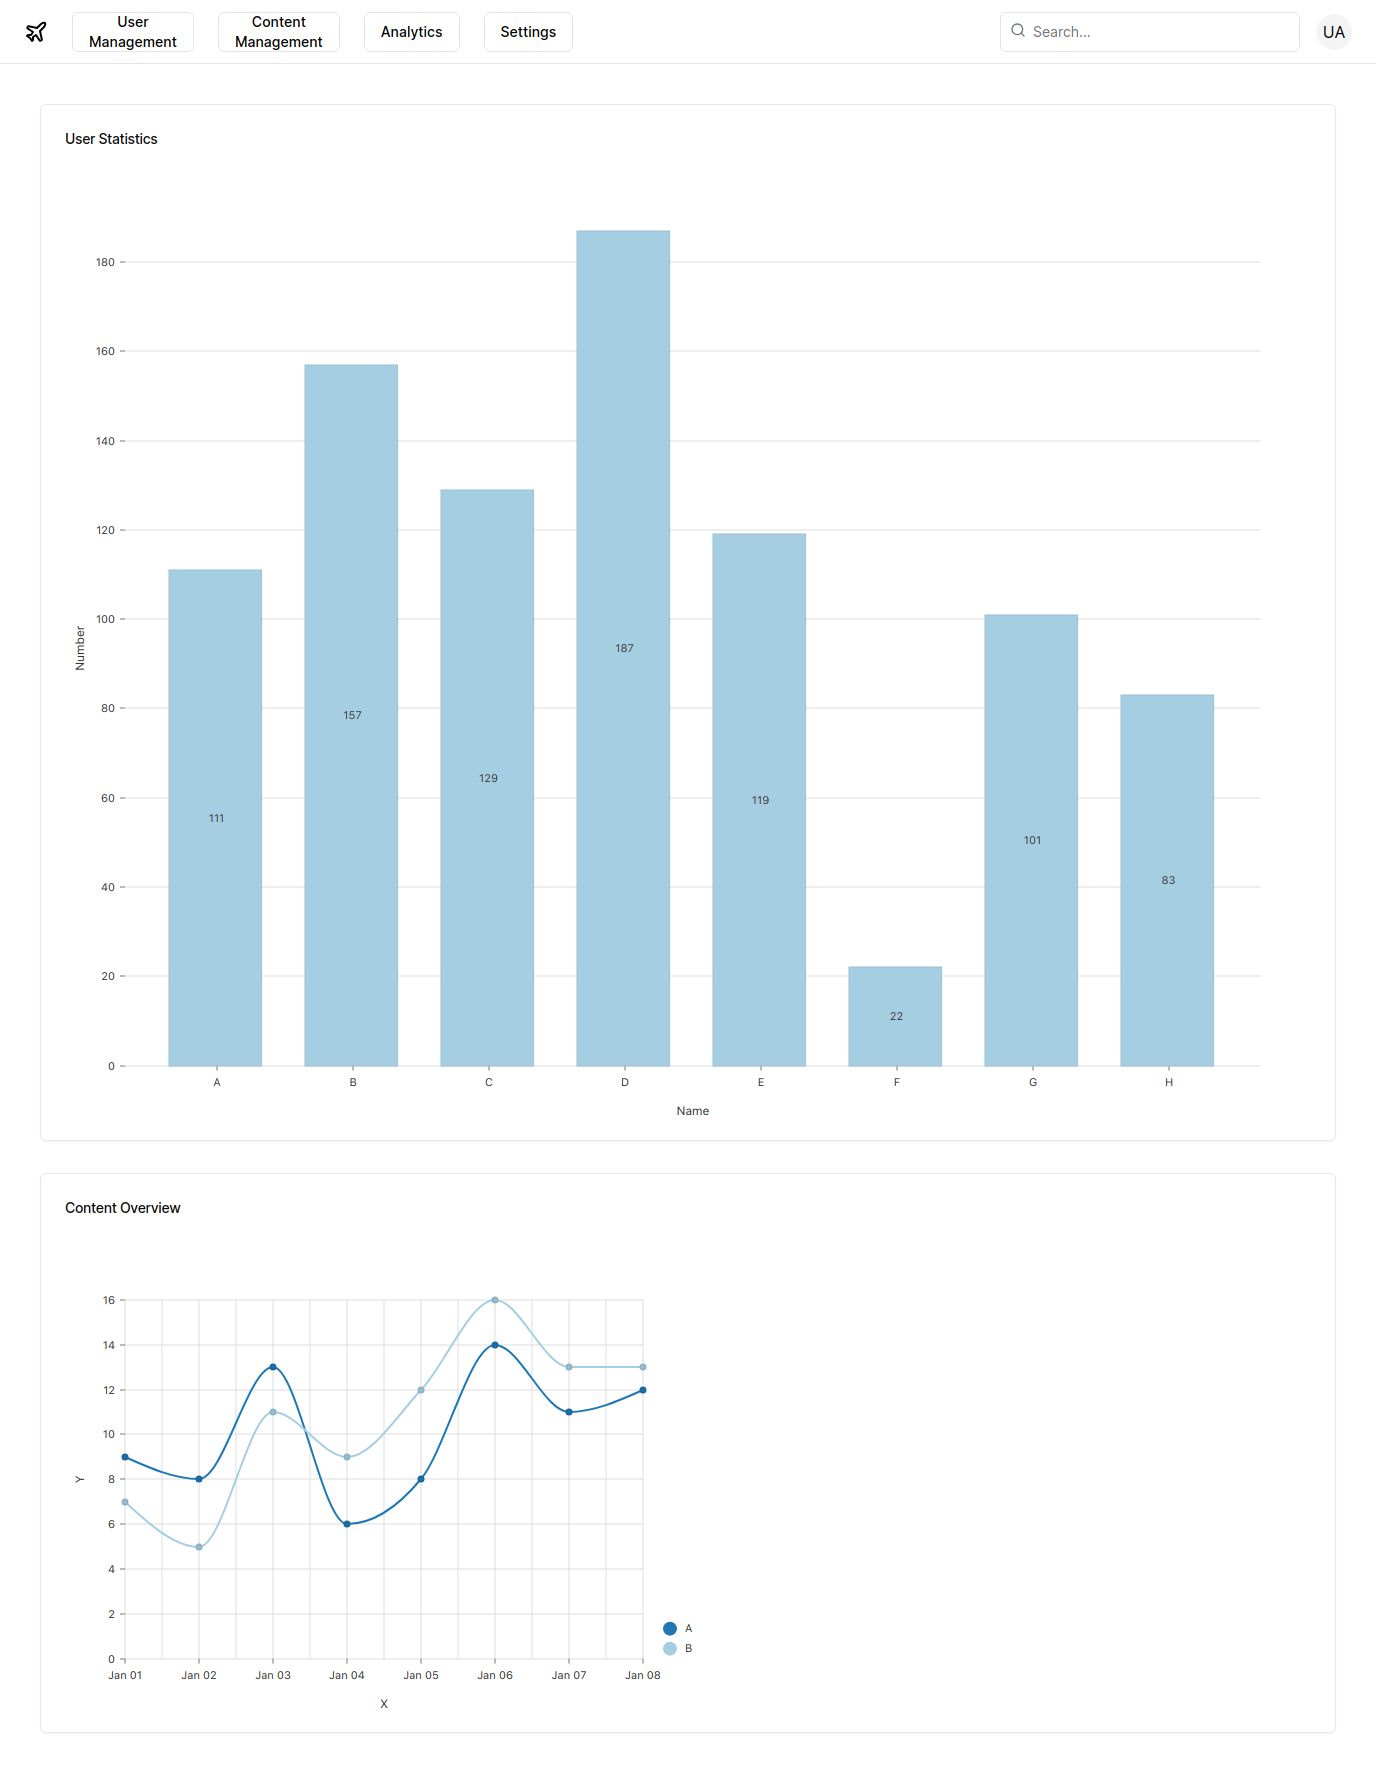 User
Management
Content
Management
Analytics
Settings
Search...
UA
User Statistics
180
160
140
120
100
80
60
40
20
0
Number
111
157
129
187
119
22
101
83
A
B
C
D
E
F
G
H
Name
Content Overview
16
14
12
10
8
6
4
2
0
Y
Jan 01
Jan 02
Jan 03
Jan 04
Jan 05
Jan 06
Jan 07
Jan 08
X
A
B